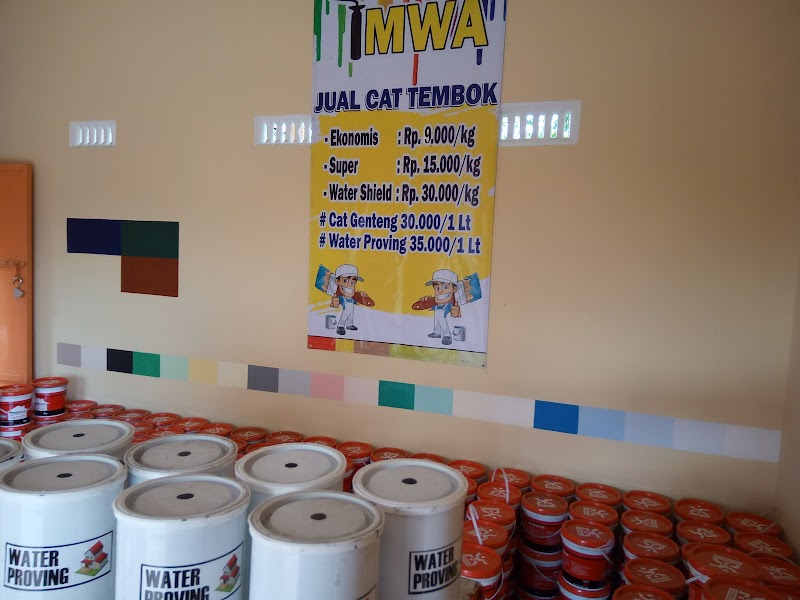 MWA
JUAL CAT TEMBOK
- Ekonomis : Rp. 9.000/kg
- Super : Rp. 15.000/kg
- Water Shield : Rp. 30.000/kg
# Cat Genteng 30.000/1 Lt
# Water Proving 35.000/1 Lt
WATER
PROVING
WATER
PROVING
WATER
PROVING